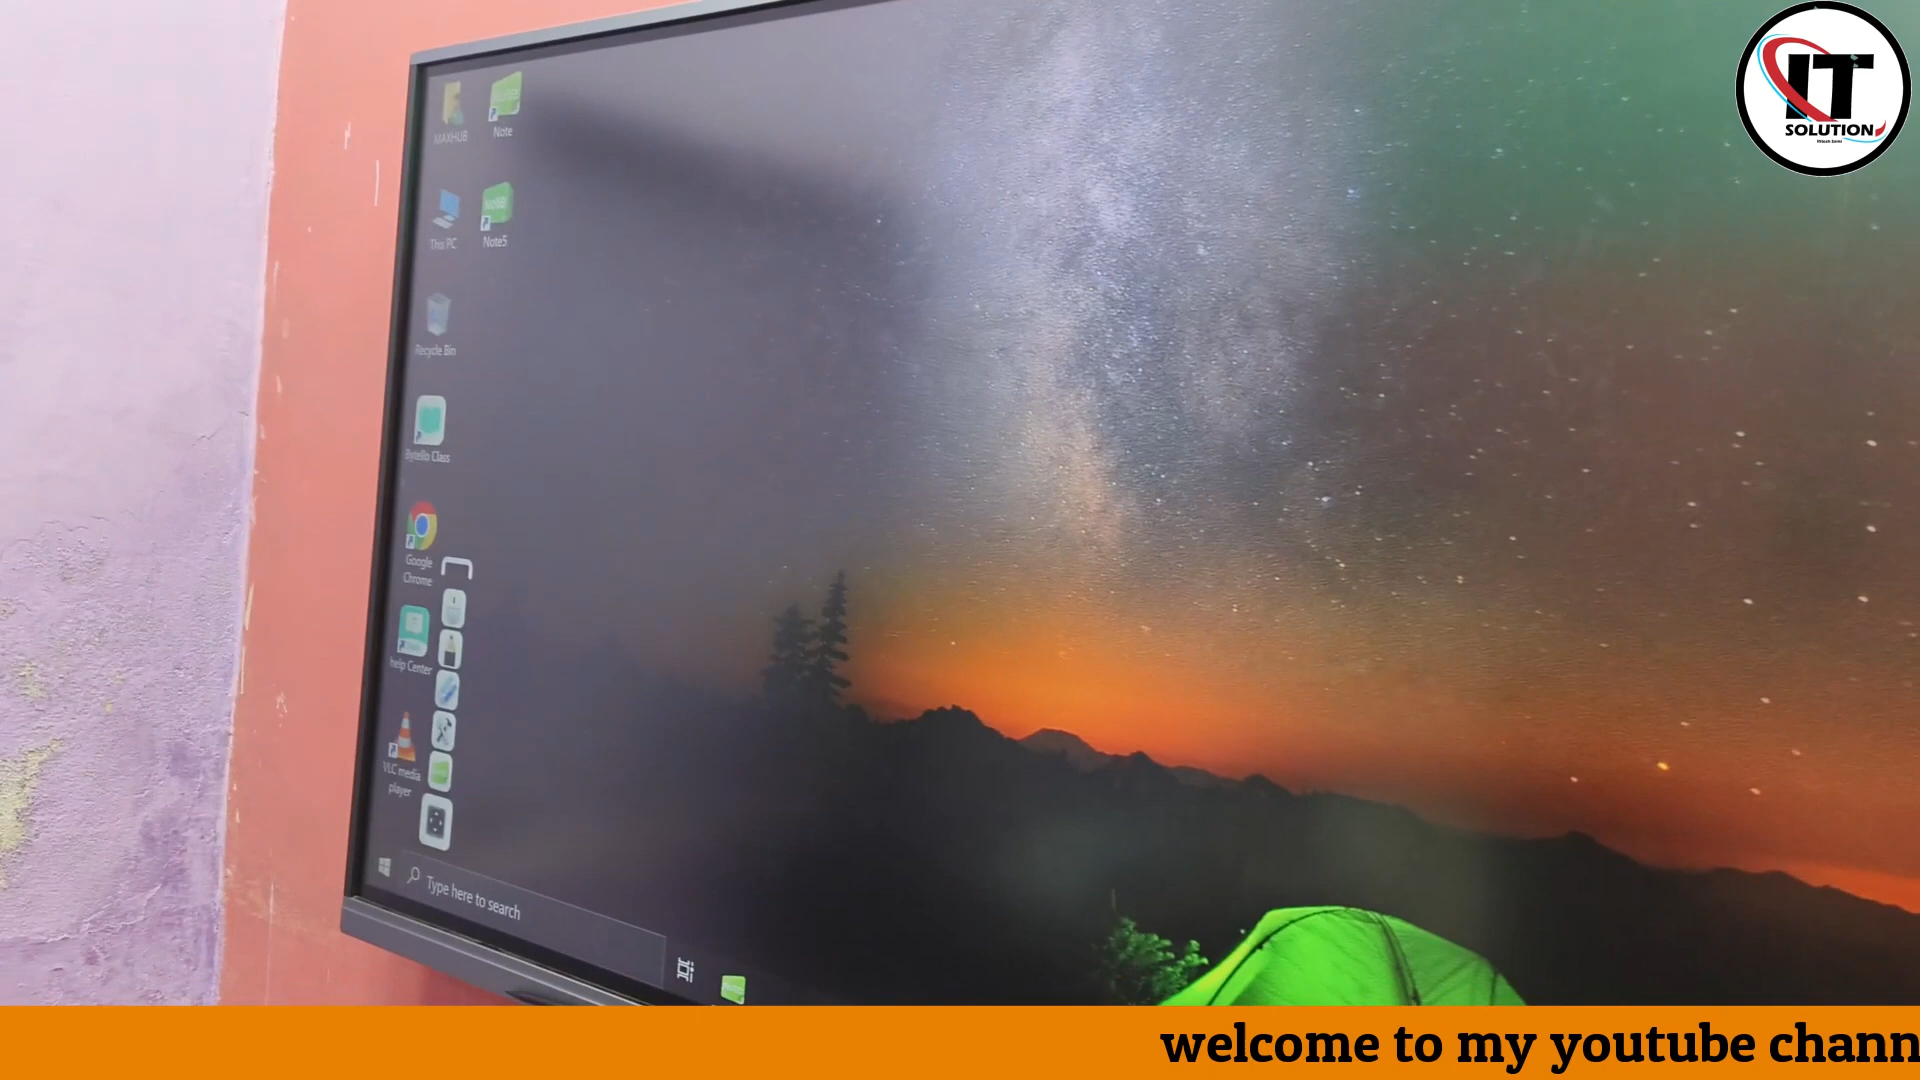 IT
SOLUTION
MAXHUB
Note
This PC
Note5
Recycle Bin
Bytello Class
Google
Chrome
help Center
VLC media
player
Type here to search
welcome to my youtube chann